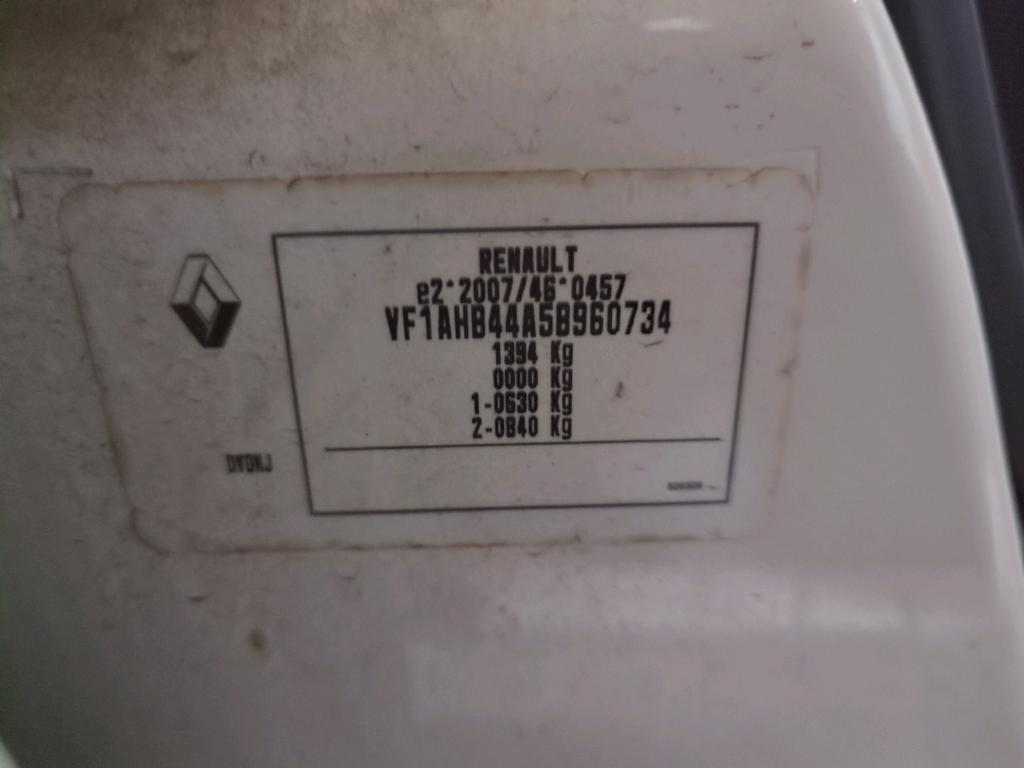 RENAULT
e2*2007/46*0457
VF1AHB44A5B960734
1394 Kg
0000 Kg
1-0630 Kg
2-0840 Kg